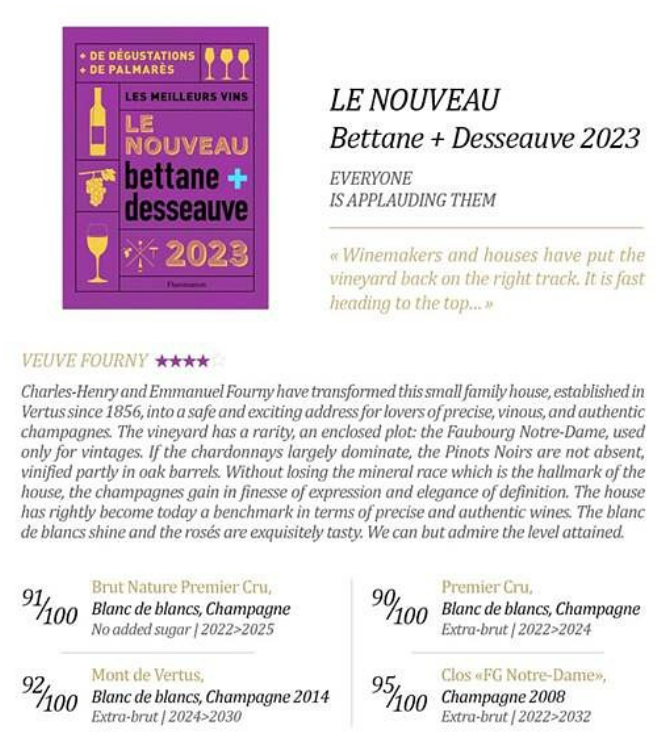 + DE DÉGUSTATIONS
+ DE PALMARÈS
LES MEILLEURS VINS
LE
NOUVEAU
bettane +
desseauve
2023
Flammarion
LE NOUVEAU
Bettane + Desseauve 2023
EVERYONE
IS APPLAUDING THEM
« Winemakers and houses have put the
vineyard back on the right track. It is fast
heading to the top... »
VEUVE FOURNY ★★★★☆
Charles-Henry and Emmanuel Fourny have transformed this small family house, established in
Vertus since 1856, into a safe and exciting address for lovers of precise, vinous, and authentic
champagnes. The vineyard has a rarity, an enclosed plot: the Faubourg Notre-Dame, used
only for vintages. If the chardonnays largely dominate, the Pinots Noirs are not absent,
vinified partly in oak barrels. Without losing the mineral race which is the hallmark of the
house, the champagnes gain in finesse of expression and elegance of definition. The house
has rightly become today a benchmark in terms of precise and authentic wines. The blanc
de blancs shine and the rosés are exquisitely tasty. We can but admire the level attained.
91/100
Brut Nature Premier Cru,
Blanc de blancs, Champagne
No added sugar | 2022>2025
90/100
Premier Cru,
Blanc de blancs, Champagne
Extra-brut | 2022>2024
92/100
Mont de Vertus,
Blanc de blancs, Champagne 2014
Extra-brut | 2024>2030
95/100
Clos «FG Notre-Dame»,
Champagne 2008
Extra-brut | 2022>2032